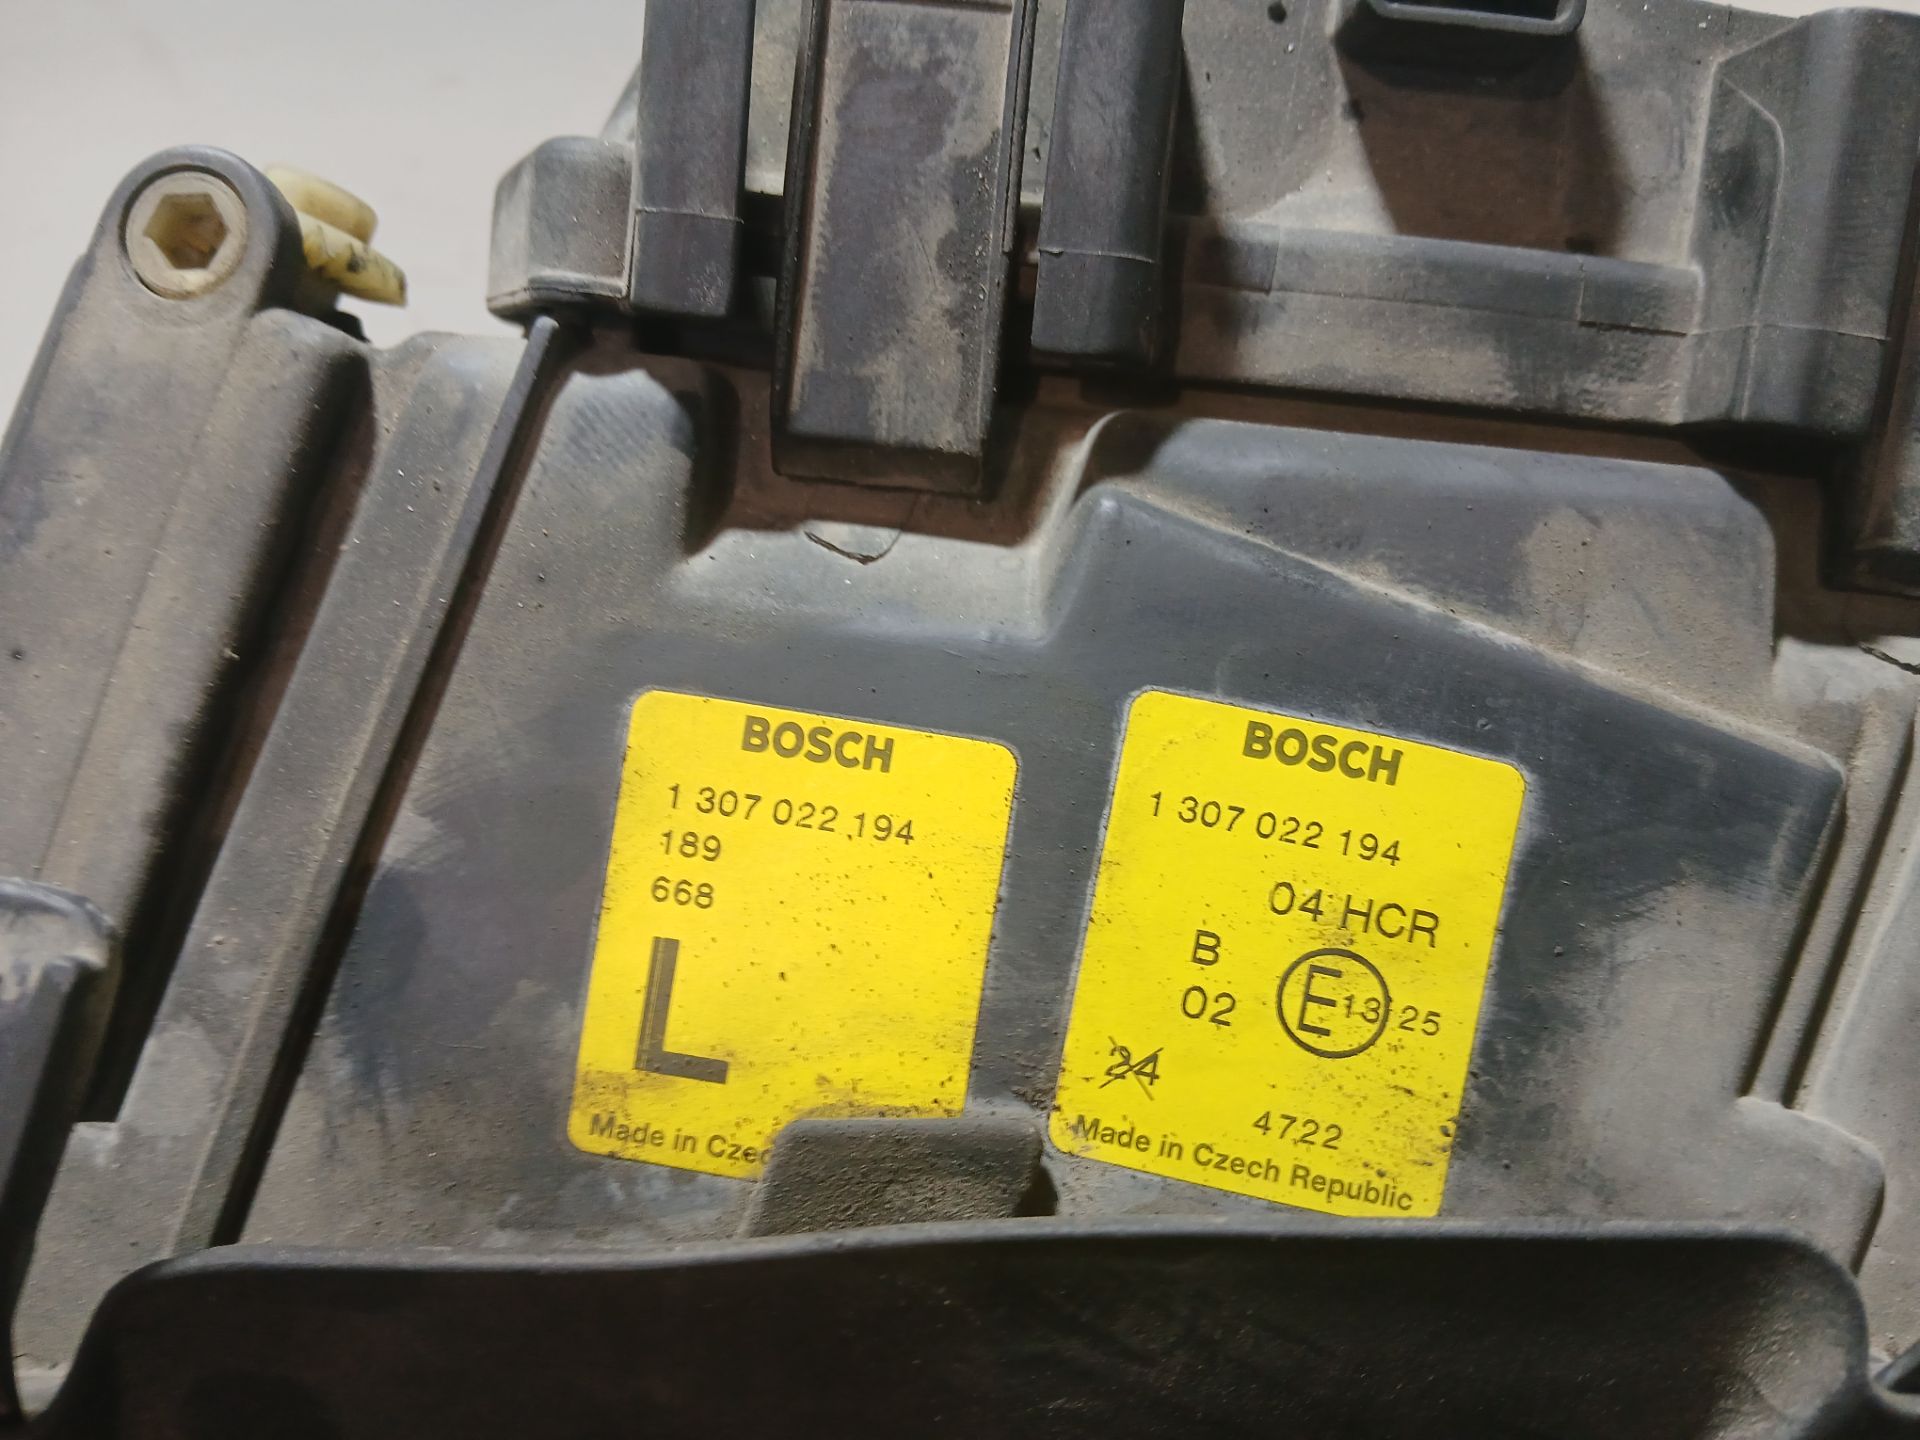 BOSCH
1 307 022 194
189
668
L
Made in Czec
BOSCH
1 307 022 194
04 HCR
B
02 E 13 125
24
4722
Made in Czech Republic